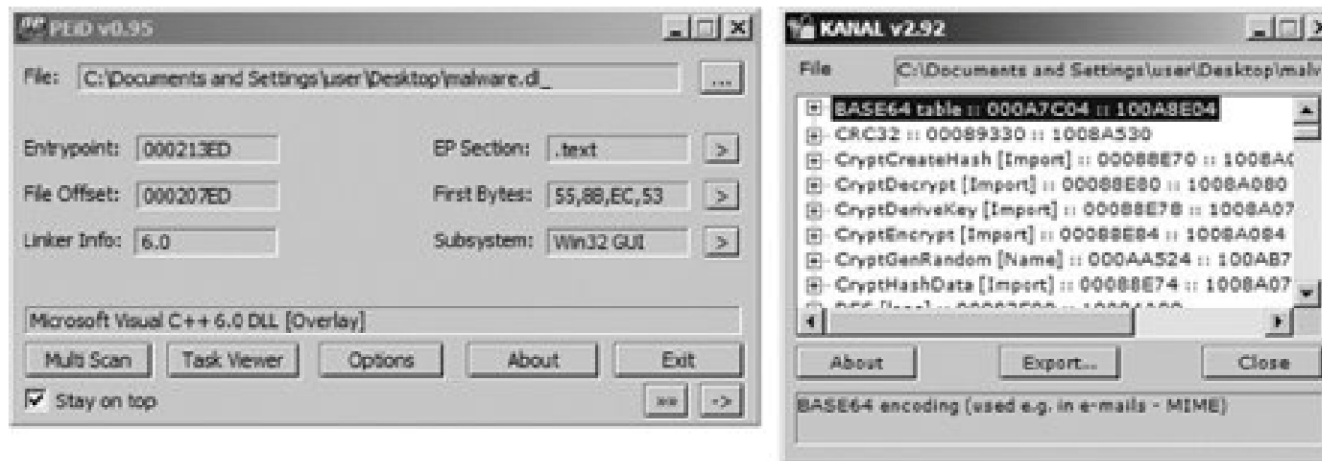 PEiD v0.95
File: C:\Documents and Settings\user\Desktop\malware.dl_
...
Entrypoint: 000213ED
EP Section: .text >
File Offset: 000207ED
First Bytes: 55,8B,EC,53 >
Linker Info: 6.0
Subsystem: Win32 GUI >
Microsoft Visual C++ 6.0 DLL [Overlay]
Multi Scan Task Viewer Options About Exit
Stay on top
»» ->
KANAL v2.92
File C:\Documents and Settings\user\Desktop\malv
BASE64 table :: 000A7C04 :: 100A8E04
CRC32 :: 00089330 :: 1008A530
CryptCreateHash [Import] :: 00088E70 :: 1008A0
CryptDecrypt [Import] :: 00088E80 :: 1008A080
CryptDeriveKey [Import] :: 00088E78 :: 1008A07
CryptEncrypt [Import] :: 00088E84 :: 1008A084
CryptGenRandom [Name] :: 000AA524 :: 100AB7
CryptHashData [Import] :: 00088E74 :: 1008A07
About Export... Close
BASE64 encoding (used e.g. in e-mails - MIME)